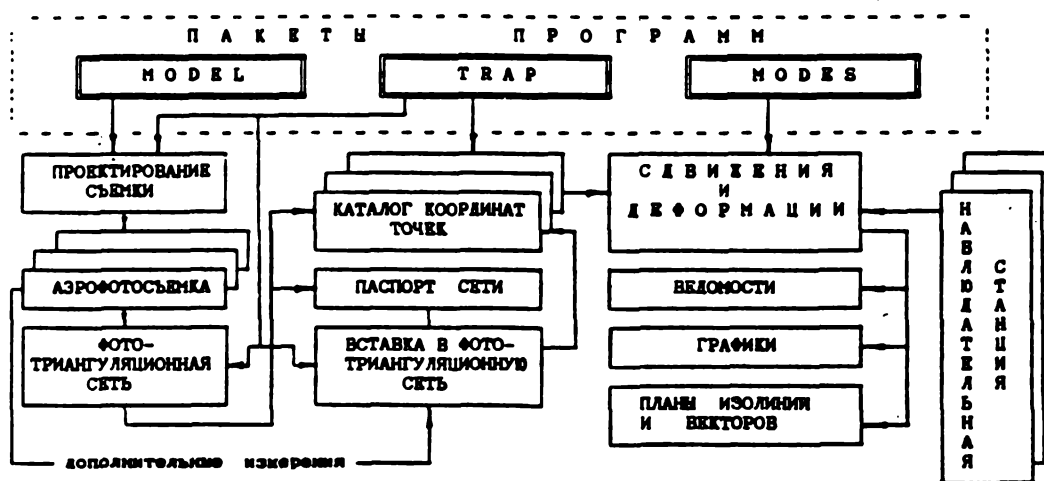 ПАКЕТЫ ПРОГРАММ
MODEL
TRAP
MODES
ПРОЕКТИРОВАНИЕ
СЪЕМКИ
КАТАЛОГ КООРДИНАТ
ТОЧЕК
СДВИЖЕНИЯ
И
ДЕФОРМАЦИИ
АЭРОФОТОСЪЕМКА
ПАСПОРТ СЕТИ
ВЕДОМОСТИ
ФОТО-
ТРИАНГУЛЯЦИОННАЯ
СЕТЬ
ВСТАВКА В ФОТО-
ТРИАНГУЛЯЦИОННУЮ
СЕТЬ
ГРАФИКИ
ПЛАНЫ ИЗОЛИНИИ
И ВЕКТОРОВ
НАБЛЮДАТЕЛЬНАЯ
СТАНЦИЯ
дополнительные измерения